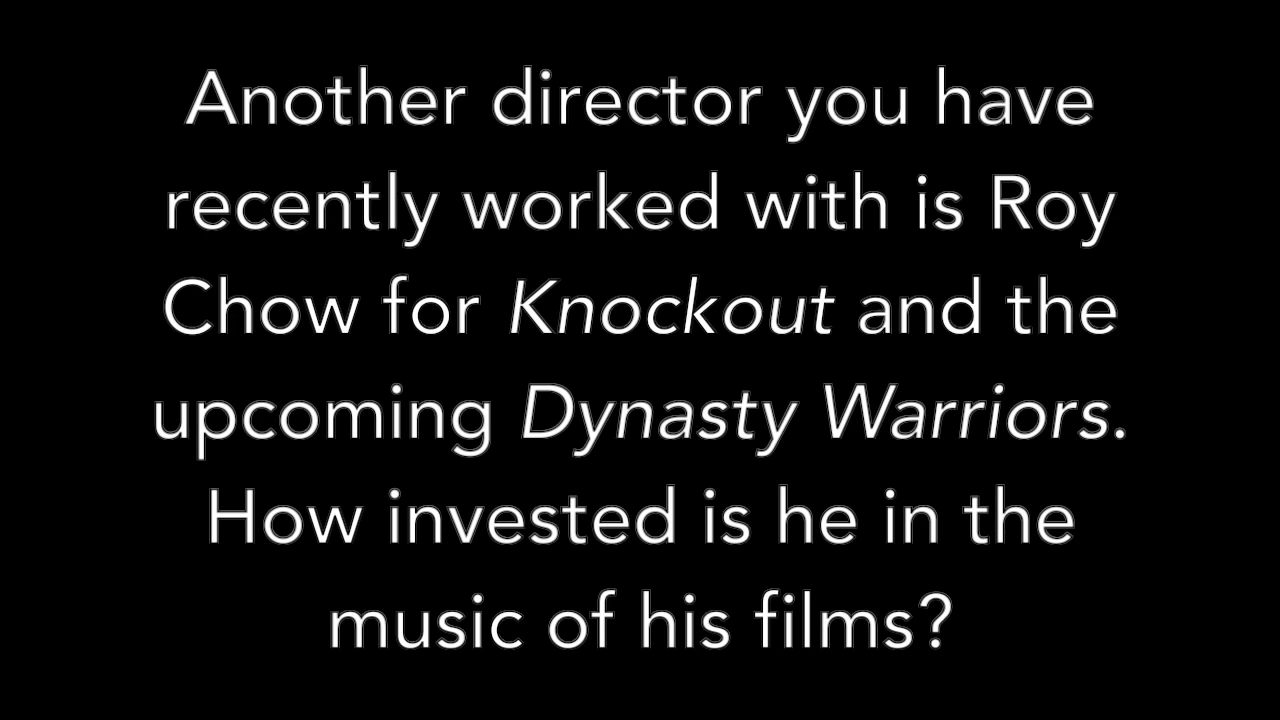 Another director you have
recently worked with is Roy
Chow for Knockout and the
upcoming Dynasty Warriors.
How invested is he in the
music of his films?